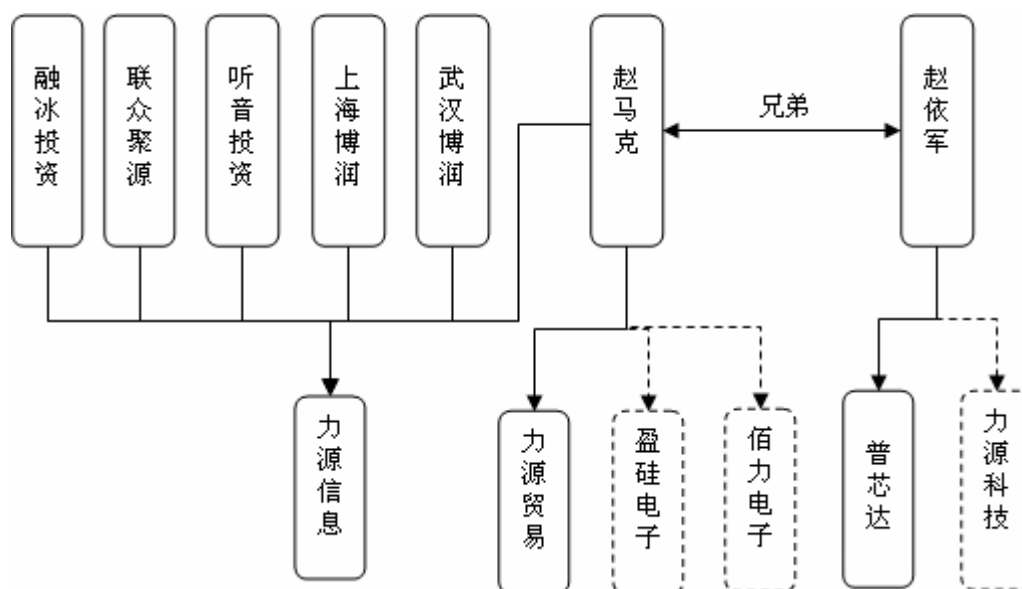 融冰投资
联众聚源
听音投资
上海博润
武汉博润
赵马克
兄弟
赵依军
力源信息
力源贸易
盈硅电子
佰力电子
普芯达
力源科技